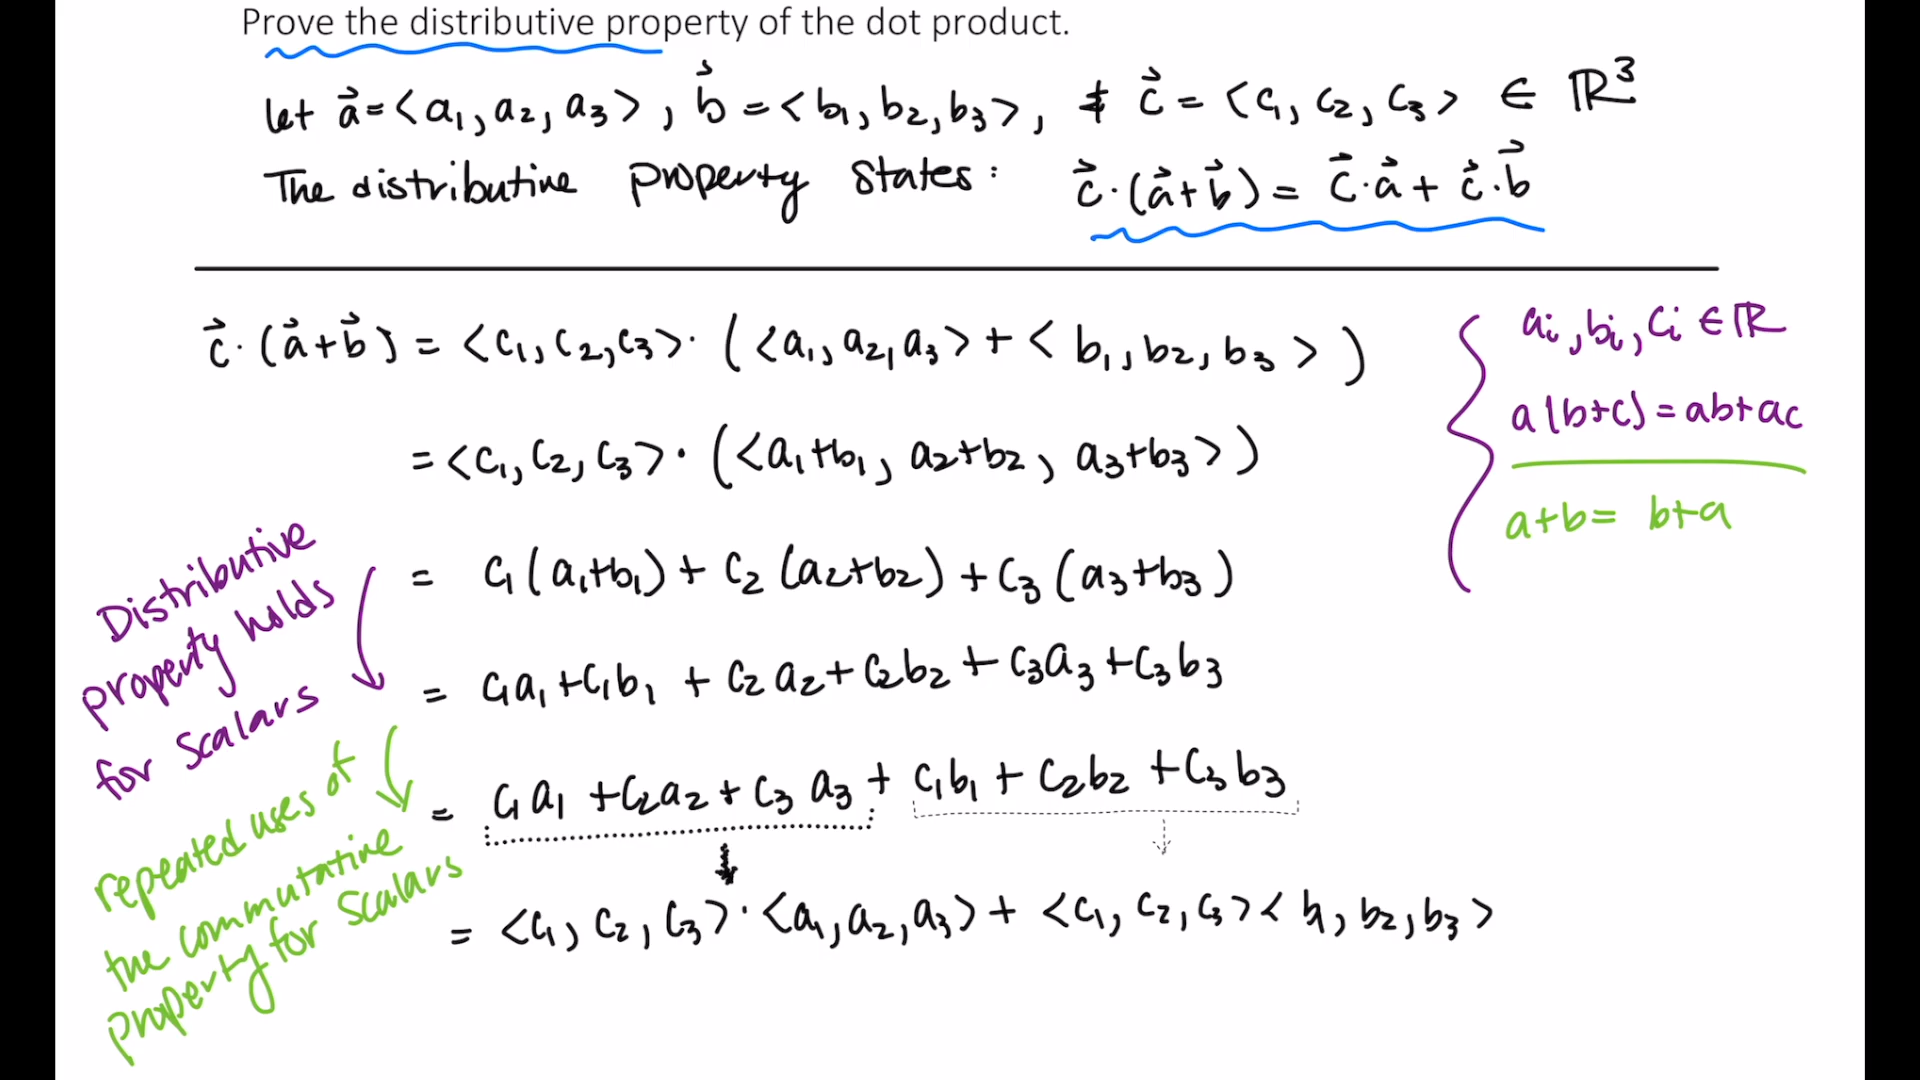 Prove the distributive property of the dot product.
let a⃗=<a₁, a₂, a₃>, b⃗ =<b₁, b₂, b₃>, & c⃗ = <c₁, c₂, c₃> ∈ ℝ³
The distributive property states: c⃗·(a⃗+b⃗) = c⃗·a⃗ + c⃗·b⃗
c⃗·(a⃗+b⃗) = <c₁, c₂, c₃>·(<a₁, a₂, a₃> + <b₁, b₂, b₃>)
= <c₁, c₂, c₃>·(<a₁+b₁, a₂+b₂, a₃+b₃>)
= c₁(a₁+b₁) + c₂(a₂+b₂) + c₃(a₃+b₃)
= c₁a₁ + c₁b₁ + c₂a₂ + c₂b₂ + c₃a₃ + c₃b₃
= c₁a₁ + c₂a₂ + c₃a₃ + c₁b₁ + c₂b₂ + c₃b₃
= <c₁, c₂, c₃>·<a₁, a₂, a₃> + <c₁, c₂, c₃><b₁, b₂, b₃>
aᵢ, bᵢ, cᵢ ∈ ℝ
a(b+c) = ab+ac
a+b= b+a
Distributive
property holds
for scalars
repeated uses of
the commutative
property for scalars